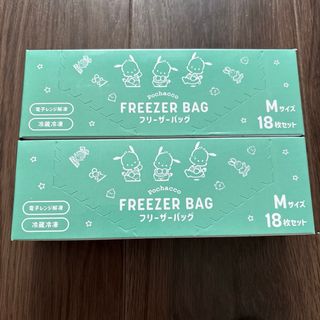 Pochacco
FREEZER BAG
フリーザーバッグ
電子レンジ解凍
冷蔵冷凍
Mサイズ
18枚セット
Pochacco
FREEZER BAG
フリーザーバッグ
電子レンジ解凍
冷蔵冷凍
Mサイズ
18枚セット